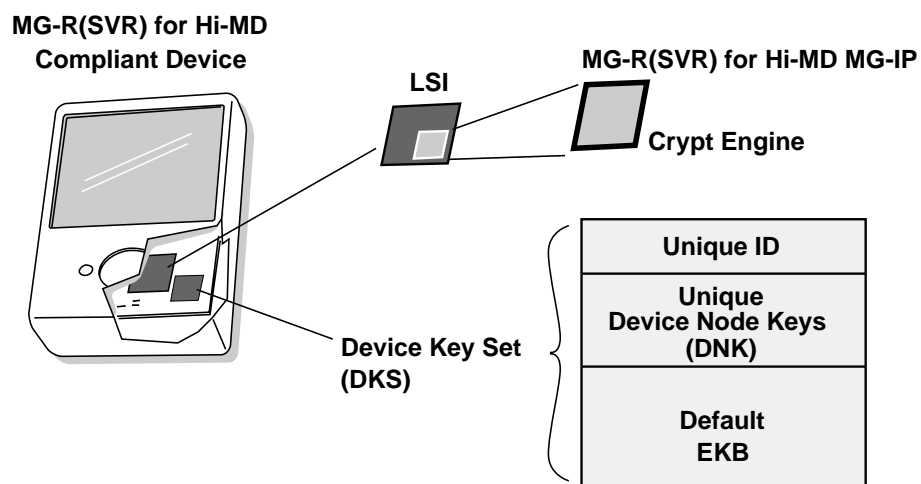 MG-R(SVR) for Hi-MD
Compliant Device
LSI
MG-R(SVR) for Hi-MD MG-IP
Crypt Engine
Device Key Set
(DKS)
Unique ID
Unique
Device Node Keys
(DNK)
Default
EKB